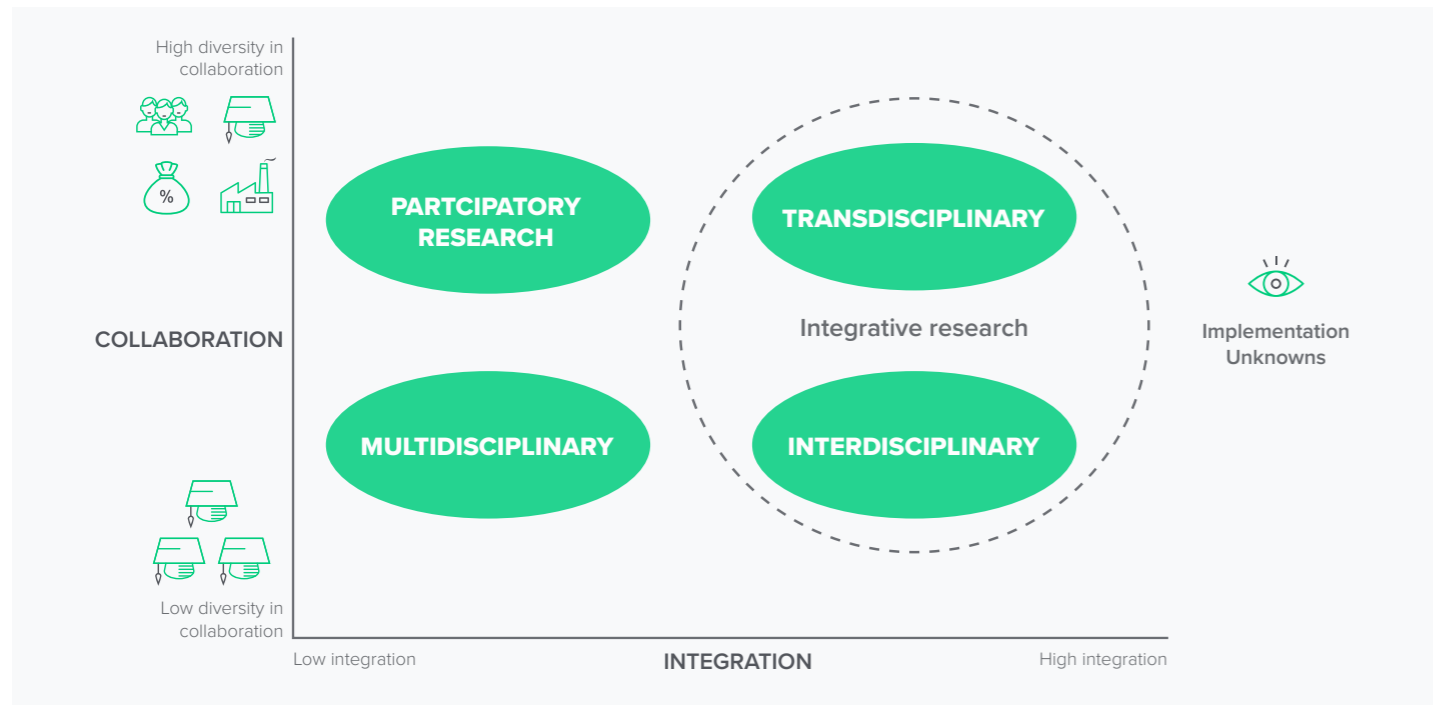 High diversity in
collaboration
%
PARTCIPATORY
RESEARCH
TRANSDISCIPLINARY
COLLABORATION
Integrative research
Implementation
Unknowns
MULTIDISCIPLINARY
INTERDISCIPLINARY
Low diversity in
collaboration
Low integration
INTEGRATION
High integration